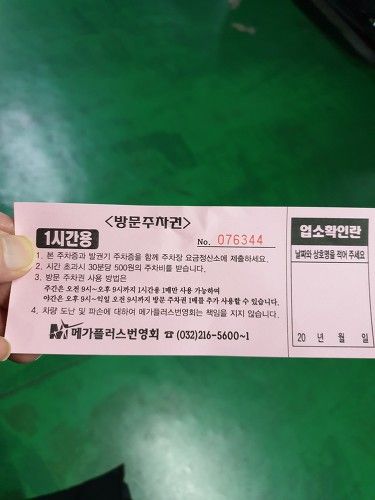 <방문주차권>
1시간용
No. 076344
1. 본 주차증과 발권기 주차증을 함께 주차장 요금정산소에 제출하세요.
2. 시간 초과시 30분당 500원의 주차비를 받습니다.
3. 방문 주차권 사용 방법은
주간은 오전 9시~오후 9시까지 1시간용 1매만 사용 가능하며
야간은 오후 9시~익일 오전 9시까지 방문 주차권 1매를 추가 사용할 수 있습니다.
4. 차량 도난 및 파손에 대하여 메가플러스번영회는 책임을 지지 않습니다.
메가플러스번영회 ☎ (032)216-5600~1
업소확인란
날짜와 상호명을 적어 주세요
20 년 월 일